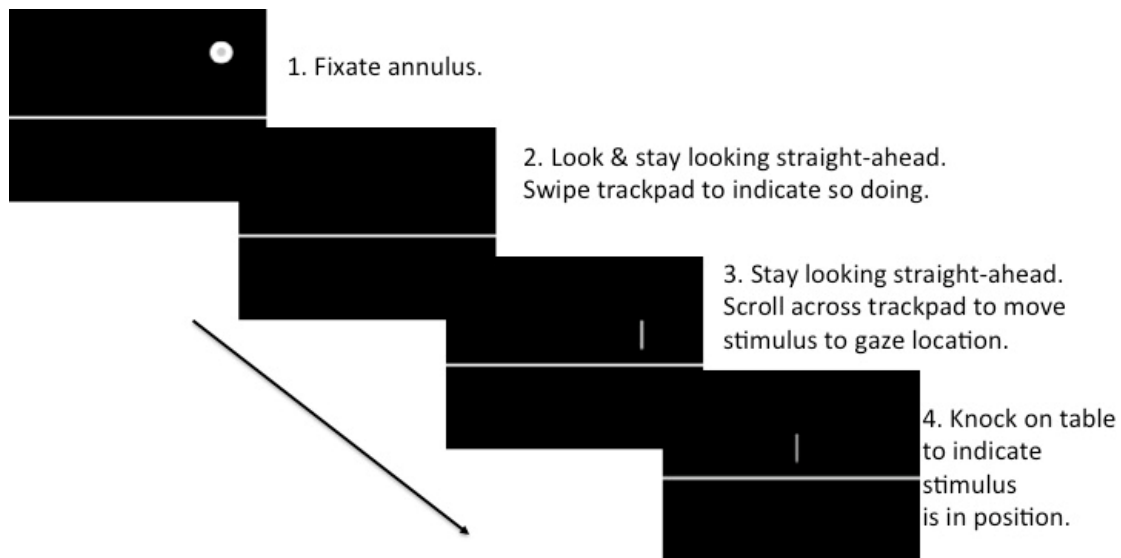 1. Fixate annulus.
2. Look & stay looking straight-ahead.
Swipe trackpad to indicate so doing.
3. Stay looking straight-ahead.
Scroll across trackpad to move
stimulus to gaze location.
4. Knock on table
to indicate
stimulus
is in position.